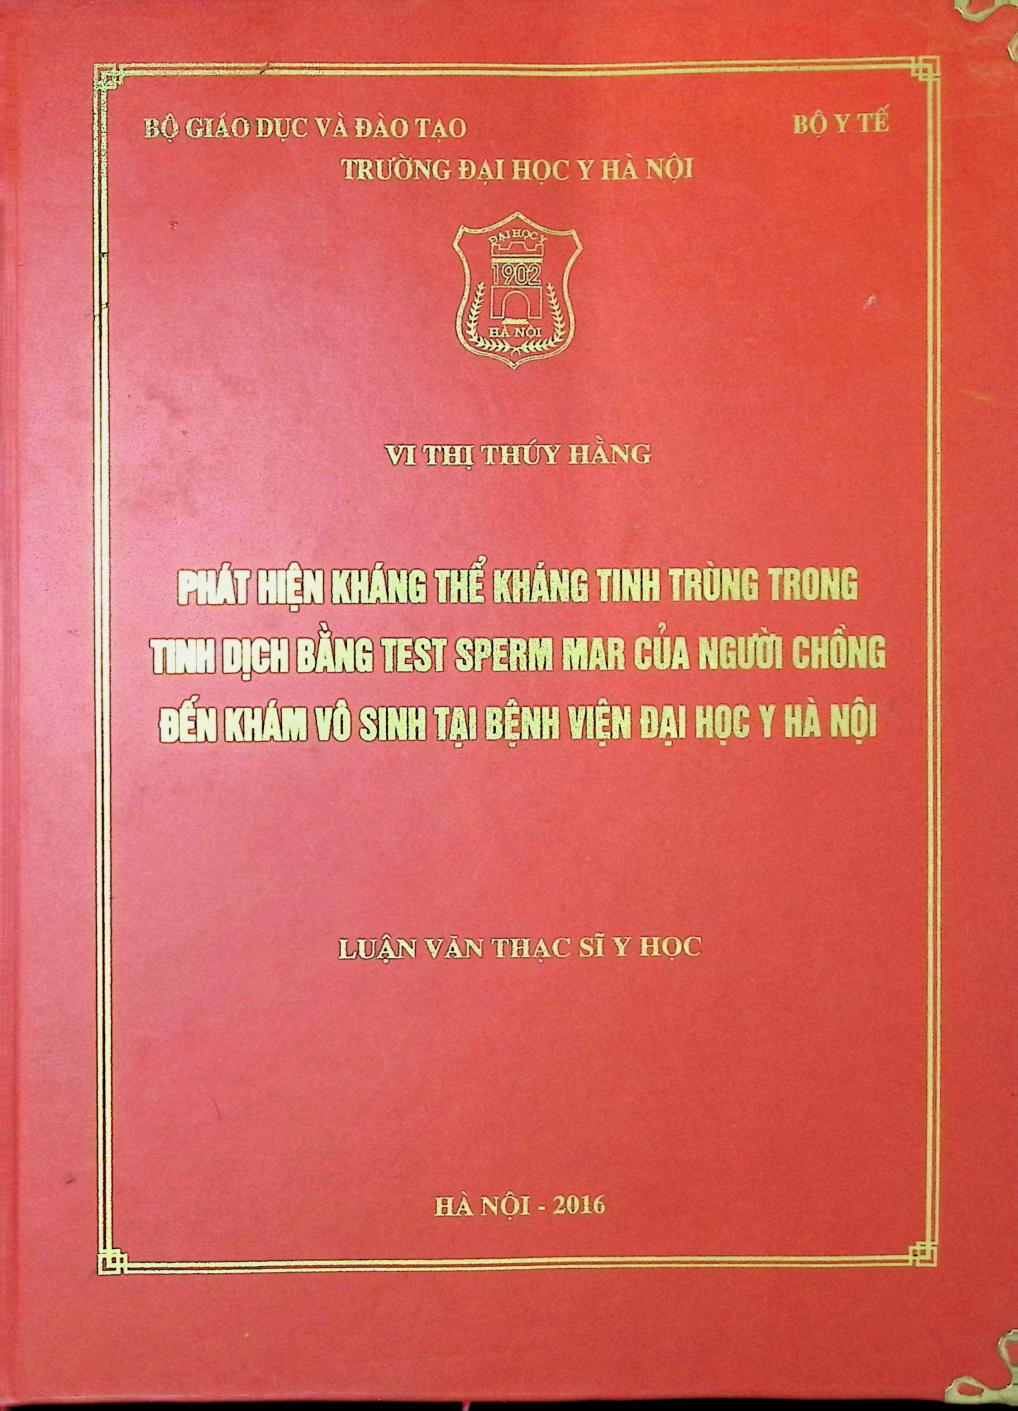 BỘ GIÁO DỤC VÀ ĐÀO TẠO BỘ Y TẾ
TRƯỜNG ĐẠI HỌC Y HÀ NỘI
ĐẠI HỌC Y
1902
HÀ NỘI
VI THỊ THÚY HẰNG
PHÁT HIỆN KHÁNG THỂ KHÁNG TINH TRÙNG TRONG
TINH DỊCH BẰNG TEST SPERM MAR CỦA NGƯỜI CHỒNG
ĐẾN KHÁM VÔ SINH TẠI BỆNH VIỆN ĐẠI HỌC Y HÀ NỘI
LUẬN VĂN THẠC SĨ Y HỌC
HÀ NỘI - 2016